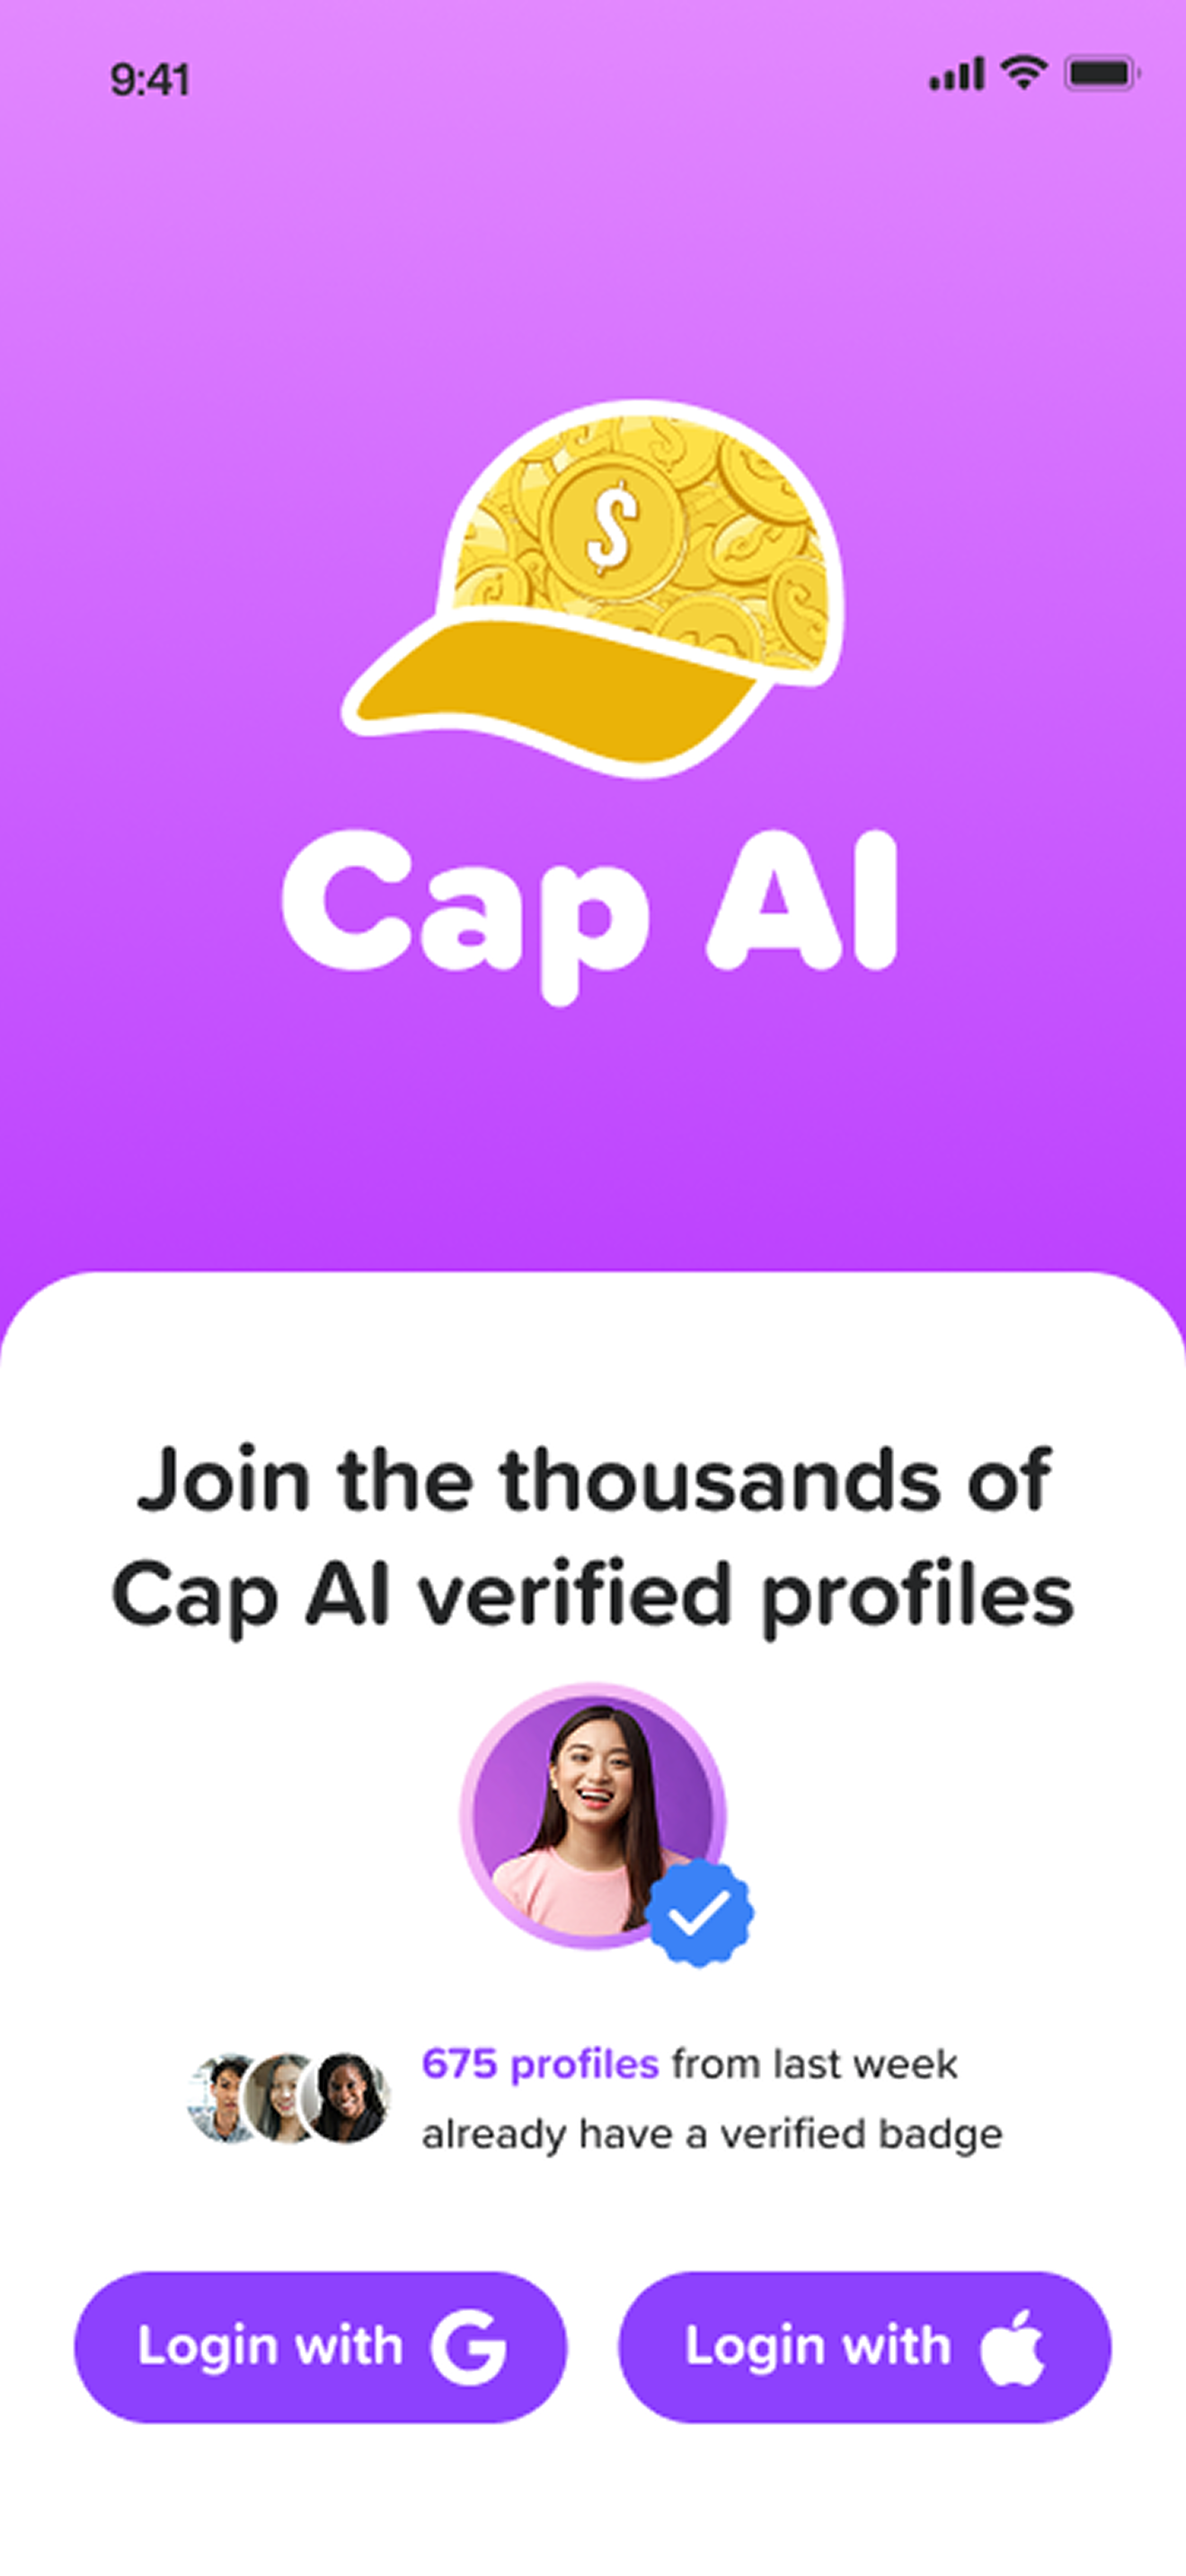 9:41
$
Cap AI
Join the thousands of
Cap AI verified profiles
675 profiles from last week
already have a verified badge
Login with G
Login with